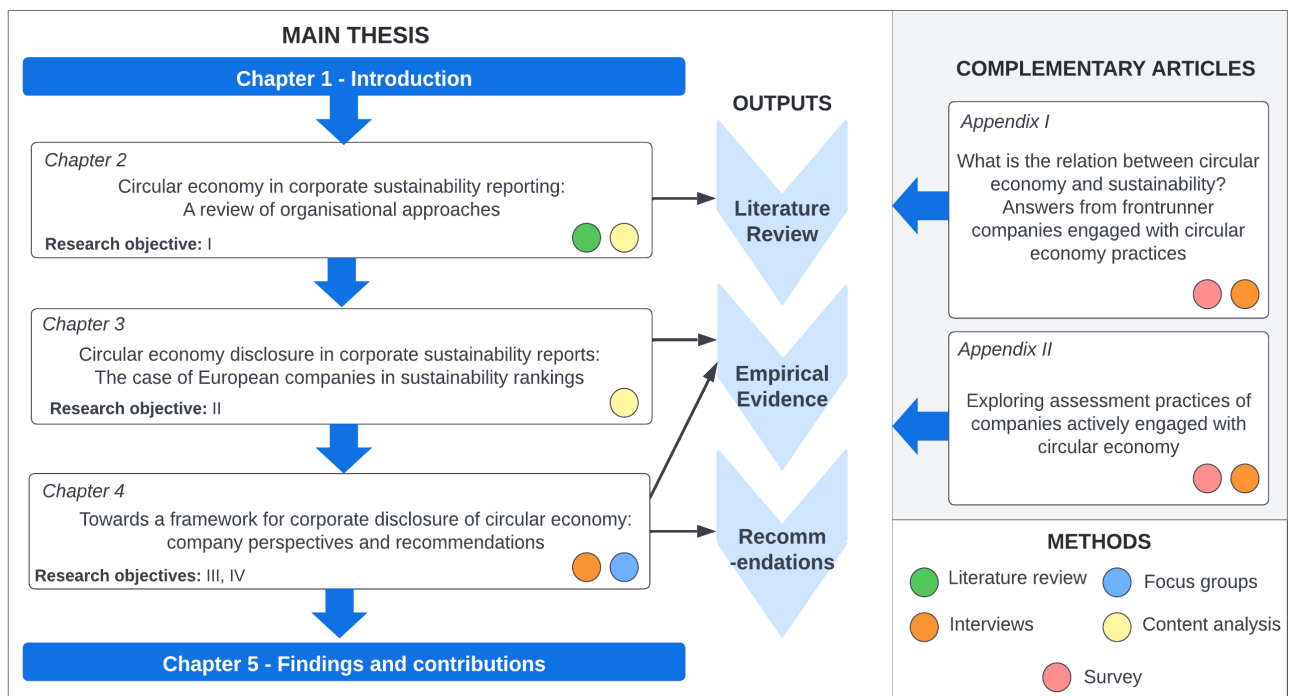 MAIN THESIS
Chapter 1 - Introduction
Chapter 2
Circular economy in corporate sustainability reporting:
A review of organisational approaches
Research objective: I
Chapter 3
Circular economy disclosure in corporate sustainability reports:
The case of European companies in sustainability rankings
Research objective: II
Chapter 4
Towards a framework for corporate disclosure of circular economy:
company perspectives and recommendations
Research objectives: III, IV
Chapter 5 - Findings and contributions
OUTPUTS
Literature
Review
Empirical
Evidence
Recomm
-endations
COMPLEMENTARY ARTICLES
Appendix I
What is the relation between circular
economy and sustainability?
Answers from frontrunner
companies engaged with circular
economy practices
Appendix II
Exploring assessment practices of
companies actively engaged with
circular economy
METHODS
Literature review
Focus groups
Interviews
Content analysis
Survey